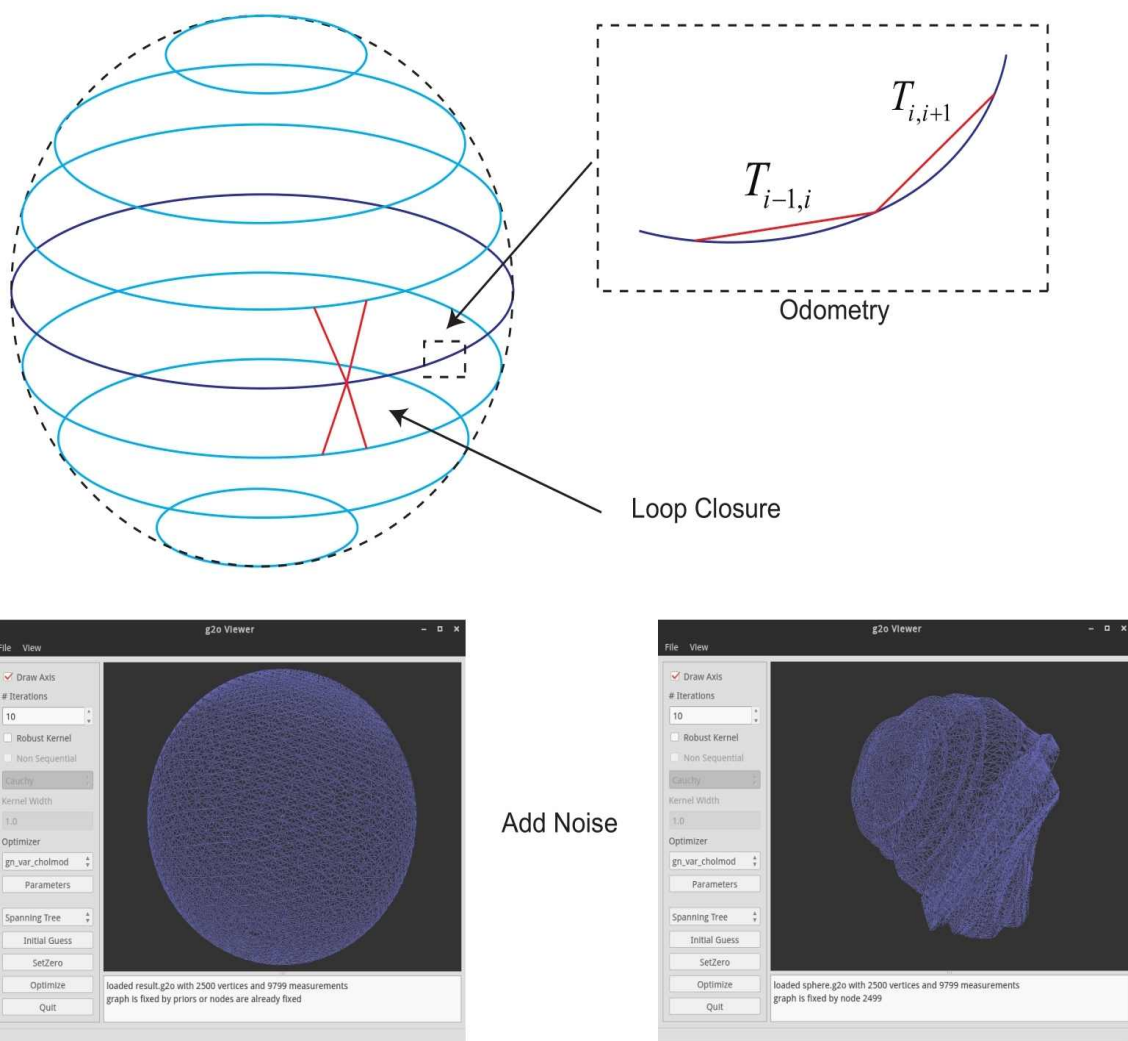 T_{i,i+1}
T_{i-1,i}
Odometry
Loop Closure
g2o Viewer
File View
Draw Axis
# Iterations
10
Robust Kernel
Non Sequential
Cauchy
Kernel Width
1.0
Optimizer
gn_var_cholmod
Parameters
Spanning Tree
Initial Guess
SetZero
Optimize
Quit
loaded result.g2o with 2500 vertices and 9799 measurements
graph is fixed by priors or nodes are already fixed
Add Noise
g2o Viewer
File View
Draw Axis
# Iterations
10
Robust Kernel
Non Sequential
Cauchy
Kernel Width
1.0
Optimizer
gn_var_cholmod
Parameters
Spanning Tree
Initial Guess
SetZero
Optimize
Quit
loaded sphere.g2o with 2500 vertices and 9799 measurements
graph is fixed by node 2499